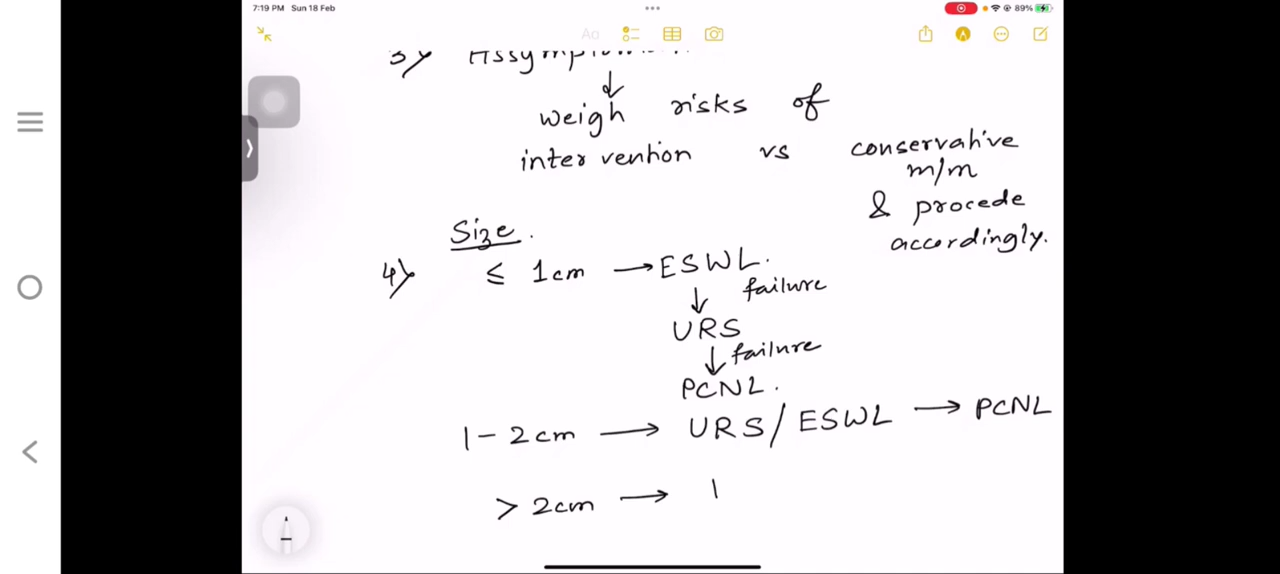 7:19 PM Sun 18 Feb
89%
Aa
3)
↓
weigh risks of
intervention vs conservative
m/m
& procede
accordingly.
Size.
4) ≤ 1cm → ESWL.
↓ failure
URS
↓ failure
PCNL.
1-2cm → URS/ESWL → PCNL
> 2cm →